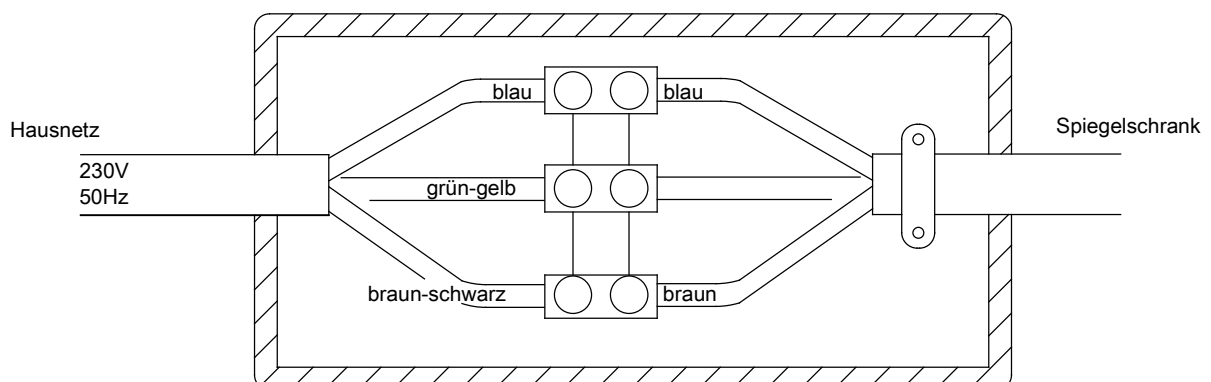 Hausnetz
230V
50Hz
blau
blau
grün-gelb
braun-schwarz
braun
Spiegelschrank